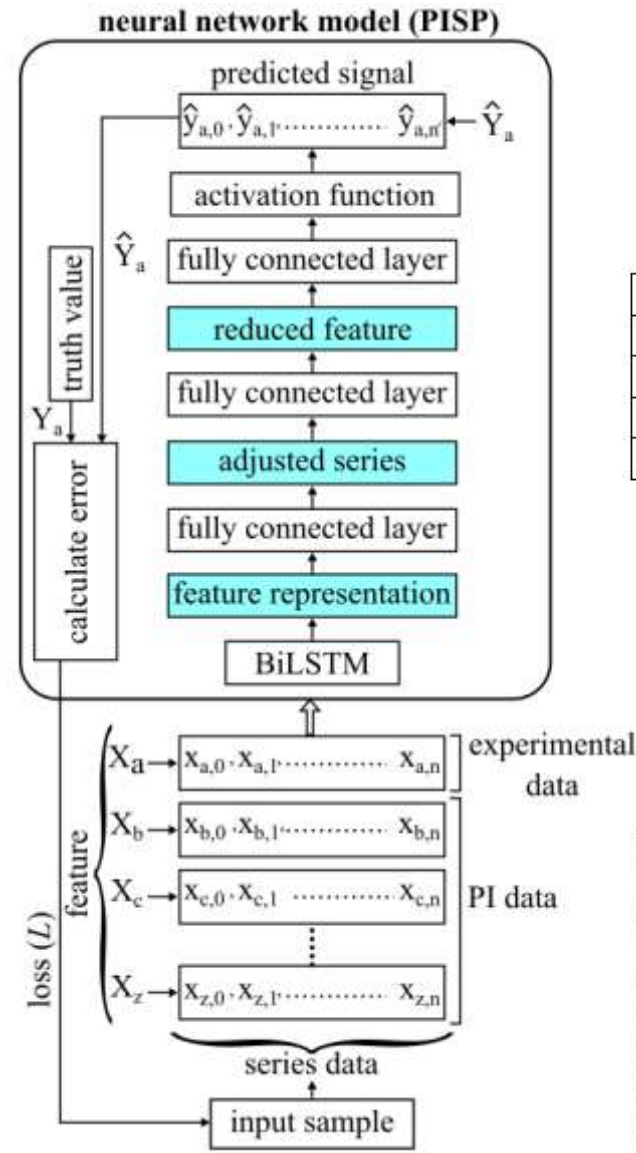 neural network model (PISP)
predicted signal
ŷa,0, ŷa,1, ............ ŷa,n'
Ŷa
activation function
Ŷa
fully connected layer
truth value
reduced feature
fully connected layer
Ya
adjusted series
calculate error
fully connected layer
feature representation
BiLSTM
Xa
xa,0, xa,1, ............ xa,n
experimental
data
Xb
xb,0, xb,1, ............ xb,n
feature
Xc
xc,0, xc,1 ............ xc,n
PI data
loss (L)
Xz
xz,0, xz,1, ............ xz,n
series data
input sample